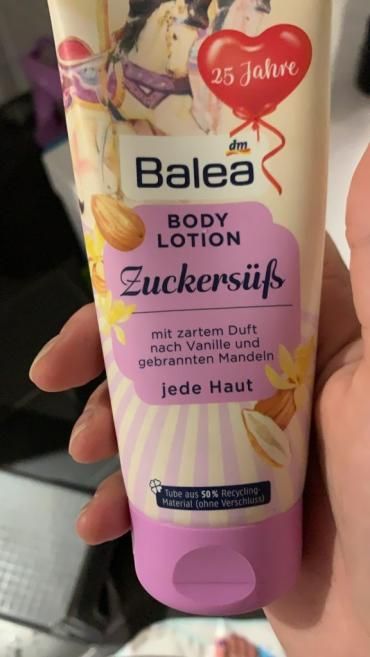 25 Jahre
dm
Balea
BODY
LOTION
Zuckersüß
mit zartem Duft
nach Vanille und
gebrannten Mandeln
jede Haut
Tube aus 50% Recycling-
Material (ohne Verschluss)